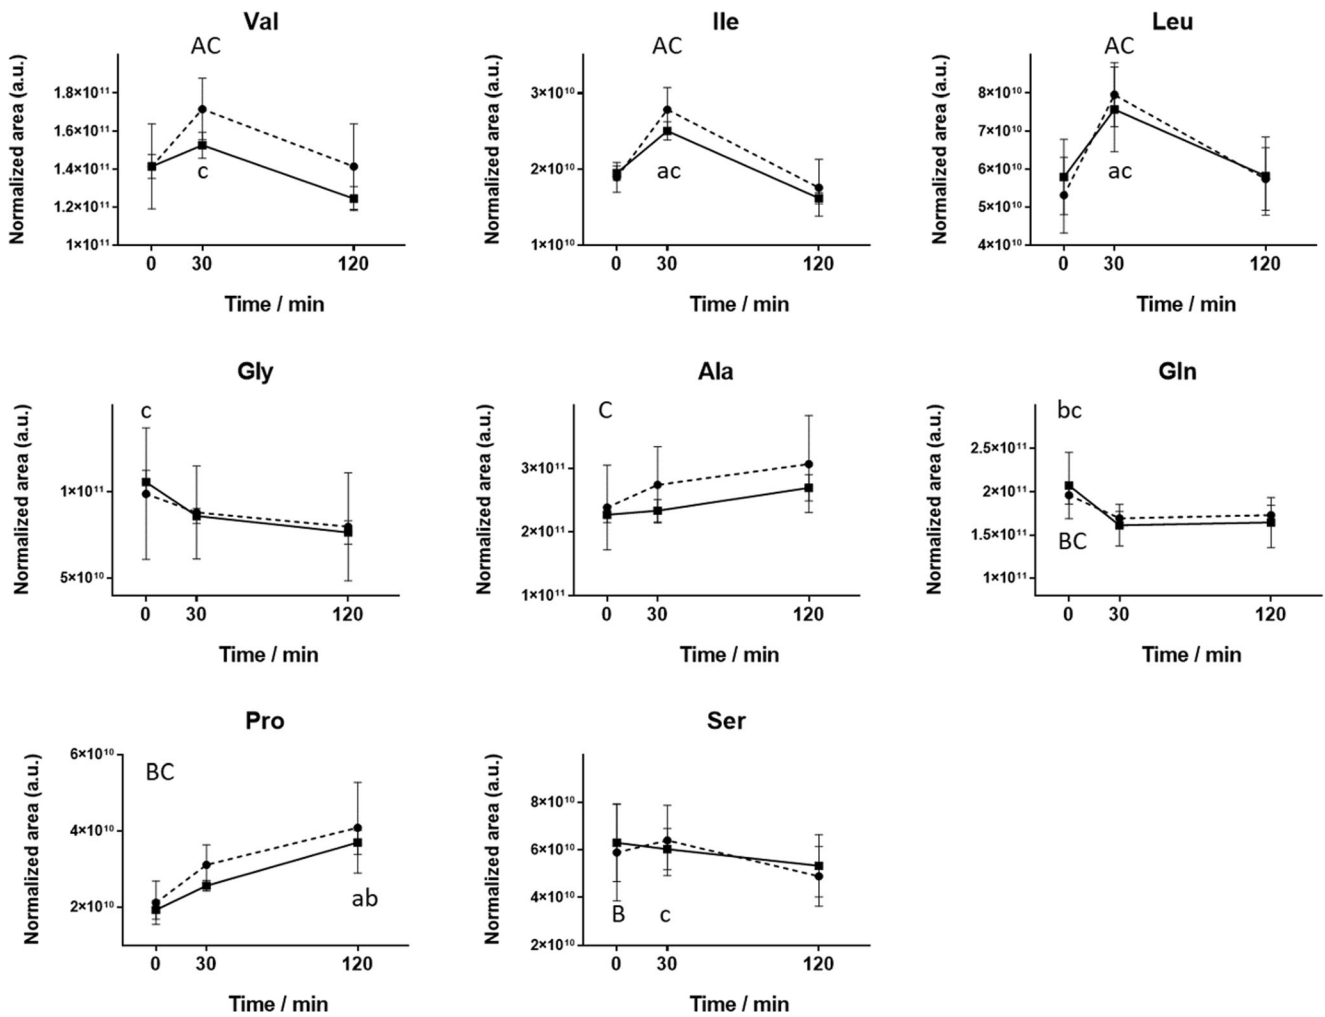 Val
AC
Normalized area (a.u.)
1.8×10¹¹
1.6×10¹¹
1.4×10¹¹
1.2×10¹¹
1×10¹¹
c
0 30 120
Time / min
Ile
AC
Normalized area (a.u.)
3×10¹⁰
2×10¹⁰
1×10¹⁰
ac
0 30 120
Time / min
Leu
AC
Normalized area (a.u.)
8×10¹⁰
7×10¹⁰
6×10¹⁰
5×10¹⁰
4×10¹⁰
ac
0 30 120
Time / min
Gly
c
Normalized area (a.u.)
1×10¹¹
5×10¹⁰
0 30 120
Time / min
Ala
C
Normalized area (a.u.)
3×10¹¹
2×10¹¹
1×10¹¹
0 30 120
Time / min
Gln
bc
Normalized area (a.u.)
2.5×10¹¹
2×10¹¹
1.5×10¹¹
1×10¹¹
BC
0 30 120
Time / min
Pro
BC
Normalized area (a.u.)
6×10¹⁰
4×10¹⁰
2×10¹⁰
ab
0 30 120
Time / min
Ser
Normalized area (a.u.)
8×10¹⁰
6×10¹⁰
4×10¹⁰
2×10¹⁰
B c
0 30 120
Time / min